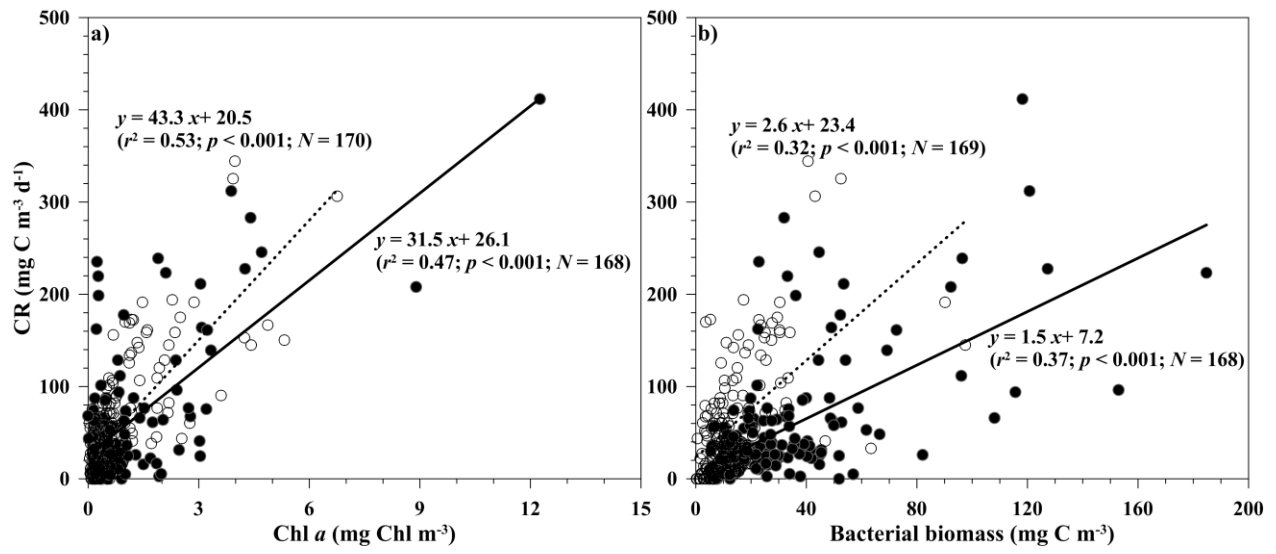 a)
y = 43.3 x+ 20.5
(r² = 0.53; p < 0.001; N = 170)
y = 31.5 x+ 26.1
(r² = 0.47; p < 0.001; N = 168)
CR (mg C m⁻³ d⁻¹)
500
400
300
200
100
0
0 3 6 9 12 15
Chl a (mg Chl m⁻³)
b)
y = 2.6 x+ 23.4
(r² = 0.32; p < 0.001; N = 169)
y = 1.5 x+ 7.2
(r² = 0.37; p < 0.001; N = 168)
500
400
300
200
100
0
0 40 80 120 160 200
Bacterial biomass (mg C m⁻³)